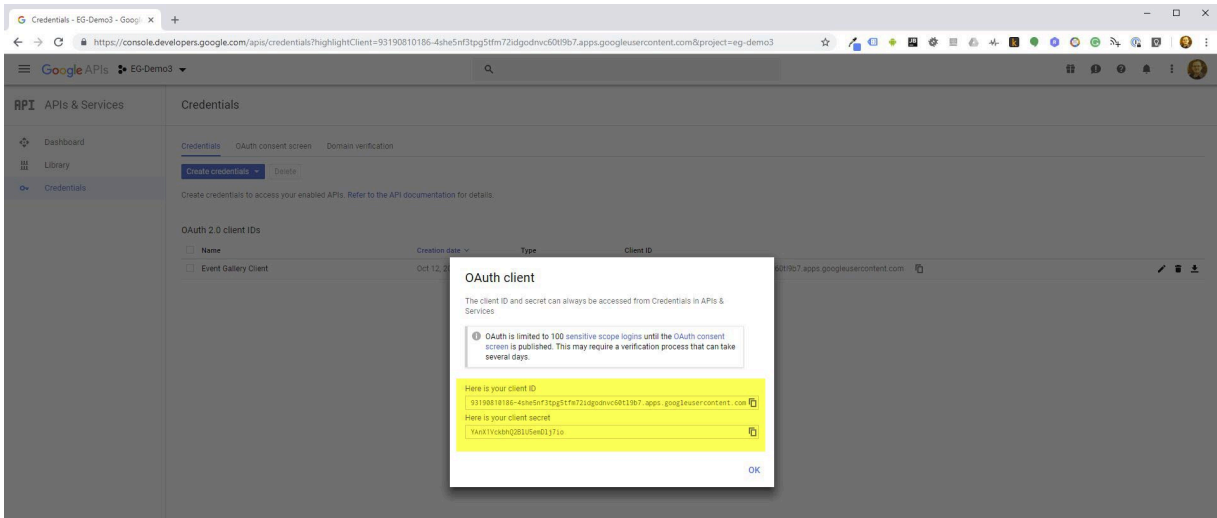 Credentials - EG-Demo3 - Googl
https://console.developers.google.com/apis/credentials?highlightClient=93190810186-4she5nf3tpg5tfm72idgodnvc60tl9b7.apps.googleusercontent.com&project=eg-demo3
Google APIs EG-Demo3
API APIs & Services
Credentials
Dashboard
Library
Credentials
Credentials OAuth consent screen Domain verification
Create credentials Delete
Create credentials to access your enabled APIs. Refer to the API documentation for details.
OAuth 2.0 client IDs
Name Creation date Type Client ID
Event Gallery Client Oct 12, 2 60tl9b7.apps.googleusercontent.com
OAuth client
The client ID and secret can always be accessed from Credentials in APIs &
Services
OAuth is limited to 100 sensitive scope logins until the OAuth consent
screen is published. This may require a verification process that can take
several days.
Here is your client ID
93190810186-4she5nf3tpg5tfm72idgodnvc60tl9b7.apps.googleusercontent.com
Here is your client secret
OK